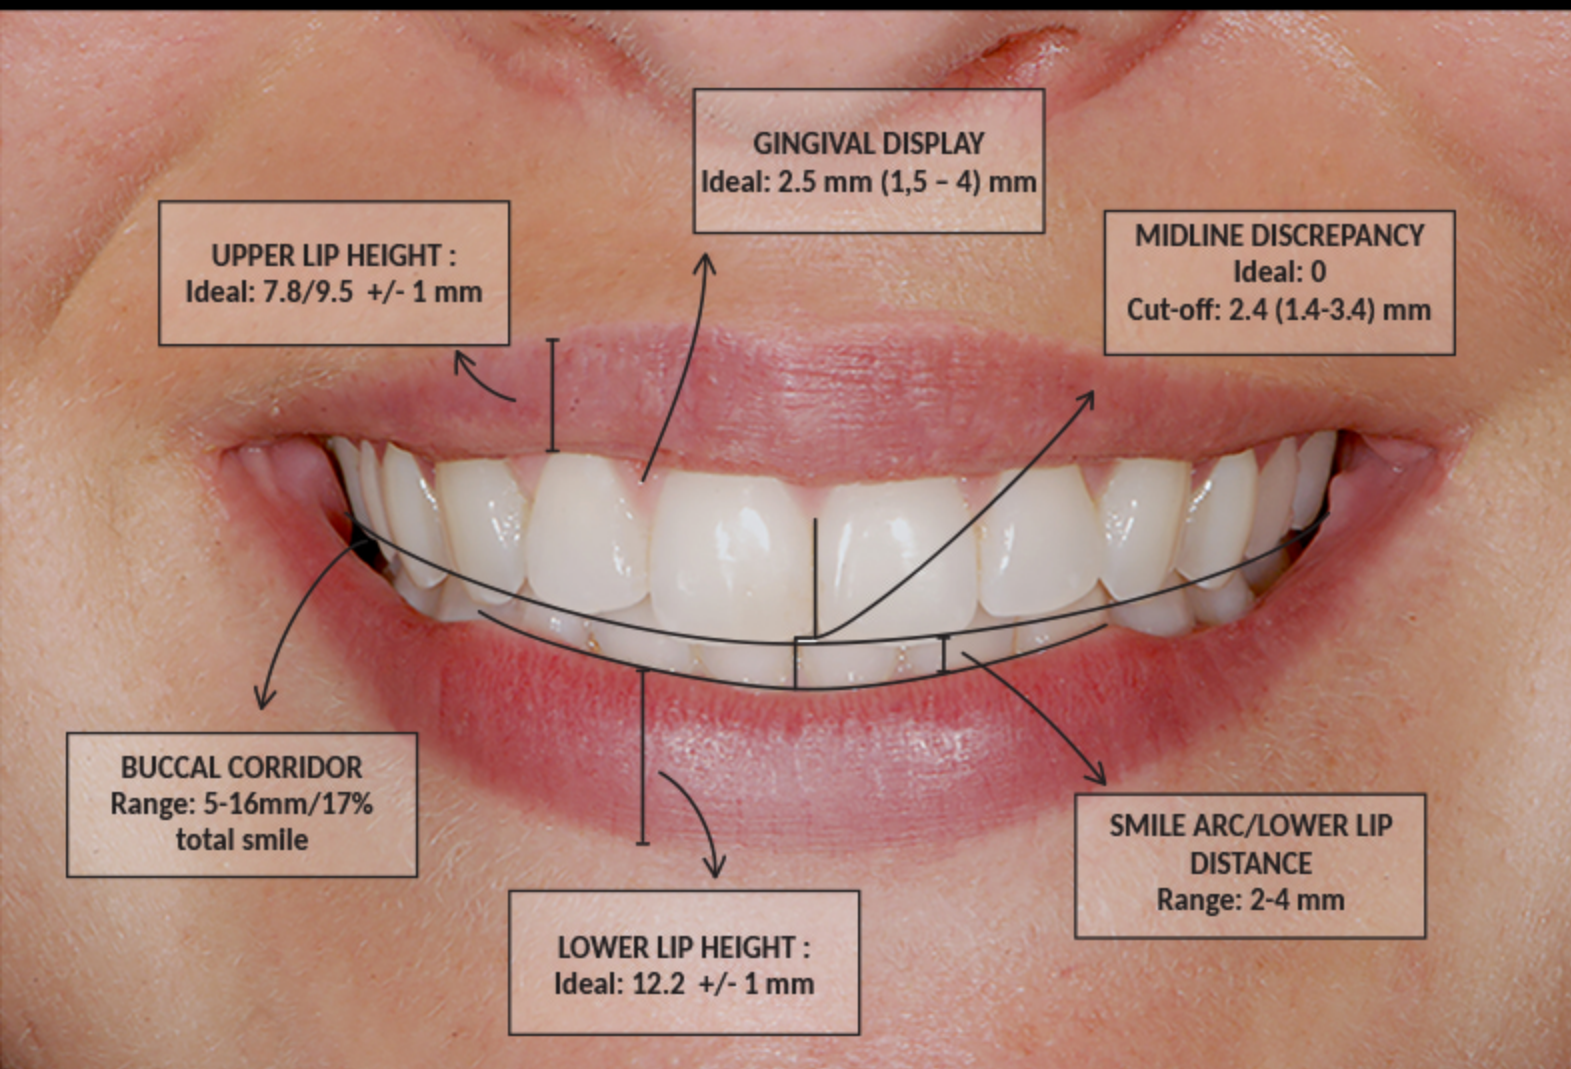 GINGIVAL DISPLAY
Ideal: 2.5 mm (1,5 – 4) mm
UPPER LIP HEIGHT :
Ideal: 7.8/9.5 +/- 1 mm
MIDLINE DISCREPANCY
Ideal: 0
Cut-off: 2.4 (1.4-3.4) mm
BUCCAL CORRIDOR
Range: 5-16mm/17%
total smile
SMILE ARC/LOWER LIP
DISTANCE
Range: 2-4 mm
LOWER LIP HEIGHT :
Ideal: 12.2 +/- 1 mm